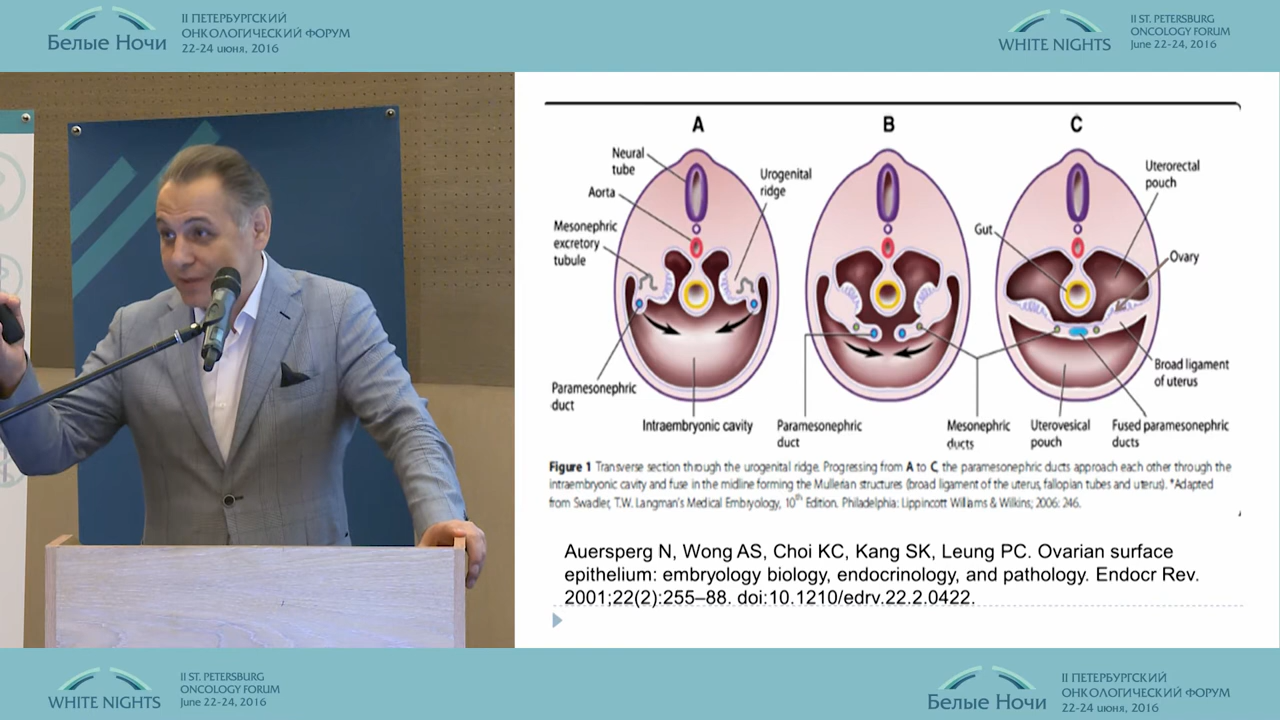 Белые Ночи
II ПЕТЕРБУРГСКИЙ
ОНКОЛОГИЧЕСКИЙ ФОРУМ
22-24 июня, 2016
WHITE NIGHTS
II ST. PETERSBURG
ONCOLOGY FORUM
June 22-24, 2016
A
B
C
Neural
tube
Aorta
Mesonephric
excretory
tubule
Urogenital
ridge
Uterorectal
pouch
Gut
Ovary
Paramesonephric
duct
Intraembryonic cavity
Paramesonephric
duct
Mesonephric
ducts
Uterovesical
pouch
Broad ligament
of uterus
Fused paramesonephric
ducts
Figure 1 Transverse section through the urogenital ridge. Progressing from A to C, the paramesonephric ducts approach each other through the
intraembryonic cavity and fuse in the midline forming the Mullerian structures (broad ligament of the uterus, fallopian tubes and uterus). *Adapted
from Swadler, T.W. Langman's Medical Embryology, 10th Edition. Philadelphia: Lippincott Williams & Wilkins; 2006: 246.
Auersperg N, Wong AS, Choi KC, Kang SK, Leung PC. Ovarian surface
epithelium: embryology biology, endocrinology, and pathology. Endocr Rev.
2001;22(2):255–88. doi:10.1210/edrv.22.2.0422.
WHITE NIGHTS
II ST. PETERSBURG
ONCOLOGY FORUM
June 22-24, 2016
Белые Ночи
II ПЕТЕРБУРГСКИЙ
ОНКОЛОГИЧЕСКИЙ ФОРУМ
22-24 июня, 2016